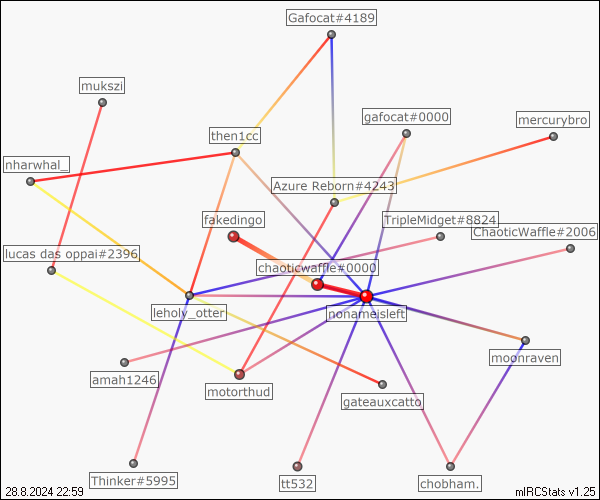 Gafocat#4189
mukszi
gafocat#0000
mercurybro
then1cc
nharwhal_
Azure Reborn#4243
fakedingo
TripleMidget#8824
ChaoticWaffle#2006
lucas das oppai#2396
chaoticwaffle#0000
leholy_otter
nonameisleft
moonraven
amah1246
motorthud
gateauxcatto
Thinker#5995
tt532
chobham.
28.8.2024 22:59
mIRCStats v1.25